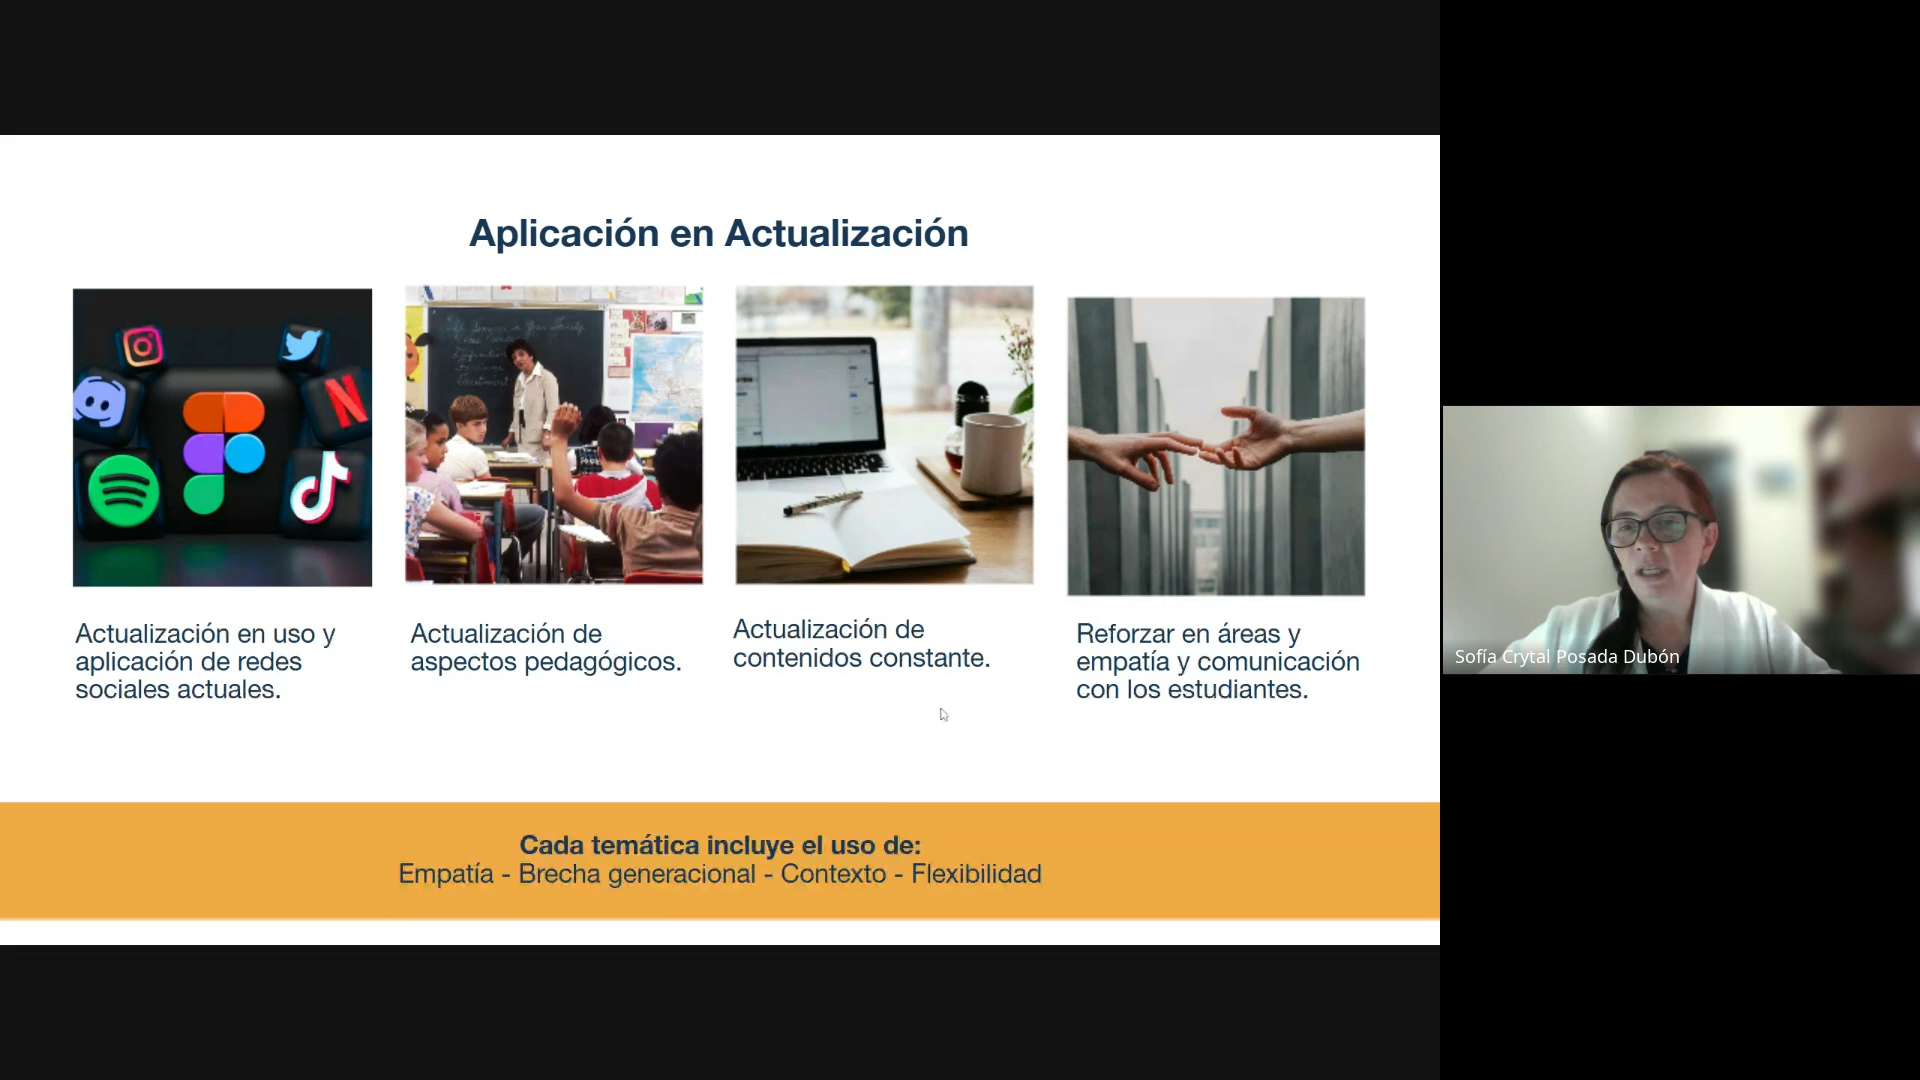 Aplicación en Actualización
Actualización en uso y
aplicación de redes
sociales actuales.
Actualización de
aspectos pedagógicos.
Actualización de
contenidos constante.
Reforzar en áreas y
empatía y comunicación
con los estudiantes.
Cada temática incluye el uso de:
Empatía - Brecha generacional - Contexto - Flexibilidad
Sofía Crytal Posada Dubón